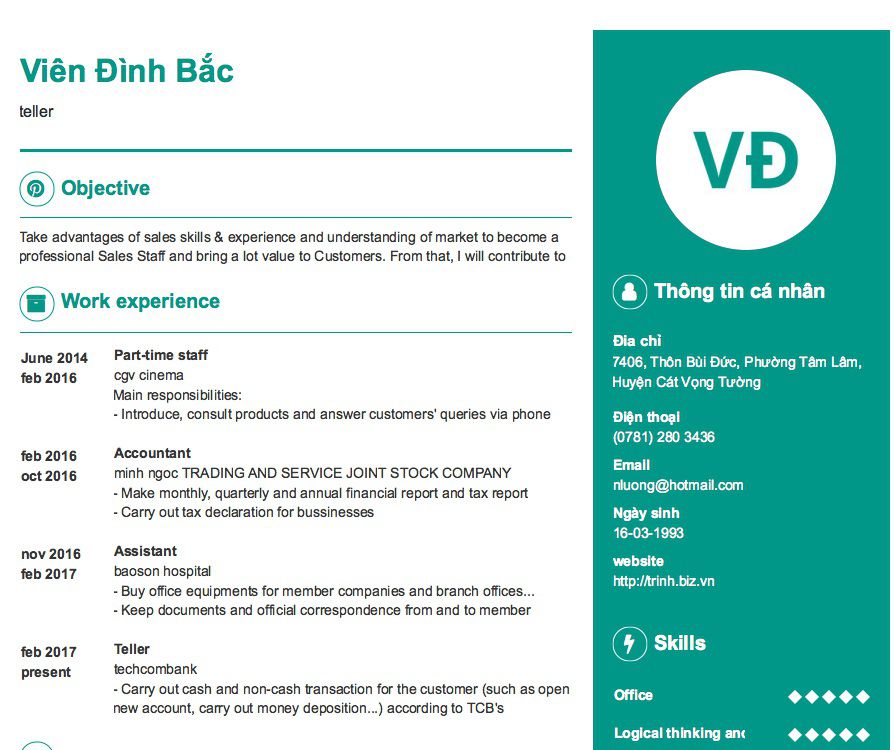 Viên Đình Bắc
teller
Objective
Take advantages of sales skills & experience and understanding of market to become a
professional Sales Staff and bring a lot value to Customers. From that, I will contribute to
Work experience
June 2014
feb 2016
Part-time staff
cgv cinema
Main responsibilities:
- Introduce, consult products and answer customers' queries via phone
feb 2016
oct 2016
Accountant
minh ngoc TRADING AND SERVICE JOINT STOCK COMPANY
- Make monthly, quarterly and annual financial report and tax report
- Carry out tax declaration for bussinesses
nov 2016
feb 2017
Assistant
baoson hospital
- Buy office equipments for member companies and branch offices...
- Keep documents and official correspondence from and to member
feb 2017
present
Teller
techcombank
- Carry out cash and non-cash transaction for the customer (such as open
new account, carry out money deposition...) according to TCB's
VĐ
Thông tin cá nhân
Đia chỉ
7406, Thôn Bùi Đức, Phường Tâm Lâm,
Huyện Cát Vọng Tường
Điện thoại
(0781) 280 3436
Email
nluong@hotmail.com
Ngày sinh
16-03-1993
website
http://trinh.biz.vn
Skills
Office
Logical thinking and